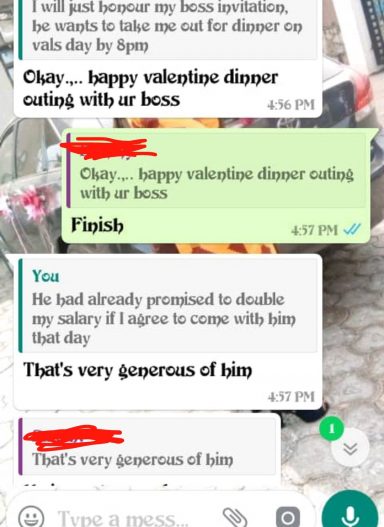 I will just honour my boss invitation,
he wants to take me out for dinner on
vals day by 8pm
Okay.,.. happy valentine dinner
outing with ur boss
4:56 PM
Okay.,.. happy valentine dinner outing
with ur boss
Finish
4:57 PM
You
He had already promised to double
my salary if I agree to come with him
that day
That's very generous of him
4:57 PM
1
That's very generous of him
Type a mess...